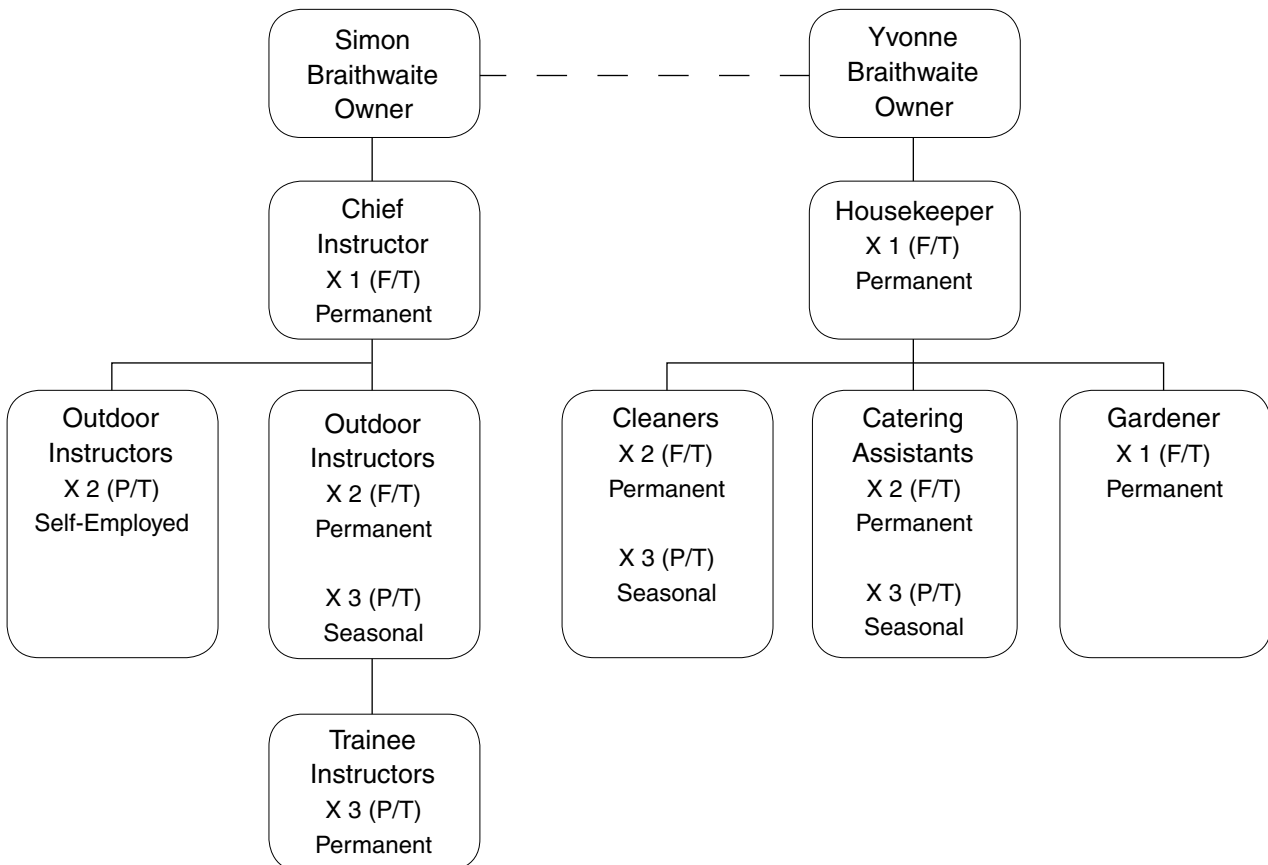 Simon
Braithwaite
Owner
Yvonne
Braithwaite
Owner
Chief
Instructor
X 1 (F/T)
Permanent
Housekeeper
X 1 (F/T)
Permanent
Outdoor
Instructors
X 2 (P/T)
Self-Employed
Outdoor
Instructors
X 2 (F/T)
Permanent
X 3 (P/T)
Seasonal
Cleaners
X 2 (F/T)
Permanent
X 3 (P/T)
Seasonal
Catering
Assistants
X 2 (F/T)
Permanent
X 3 (P/T)
Seasonal
Gardener
X 1 (F/T)
Permanent
Trainee
Instructors
X 3 (P/T)
Permanent